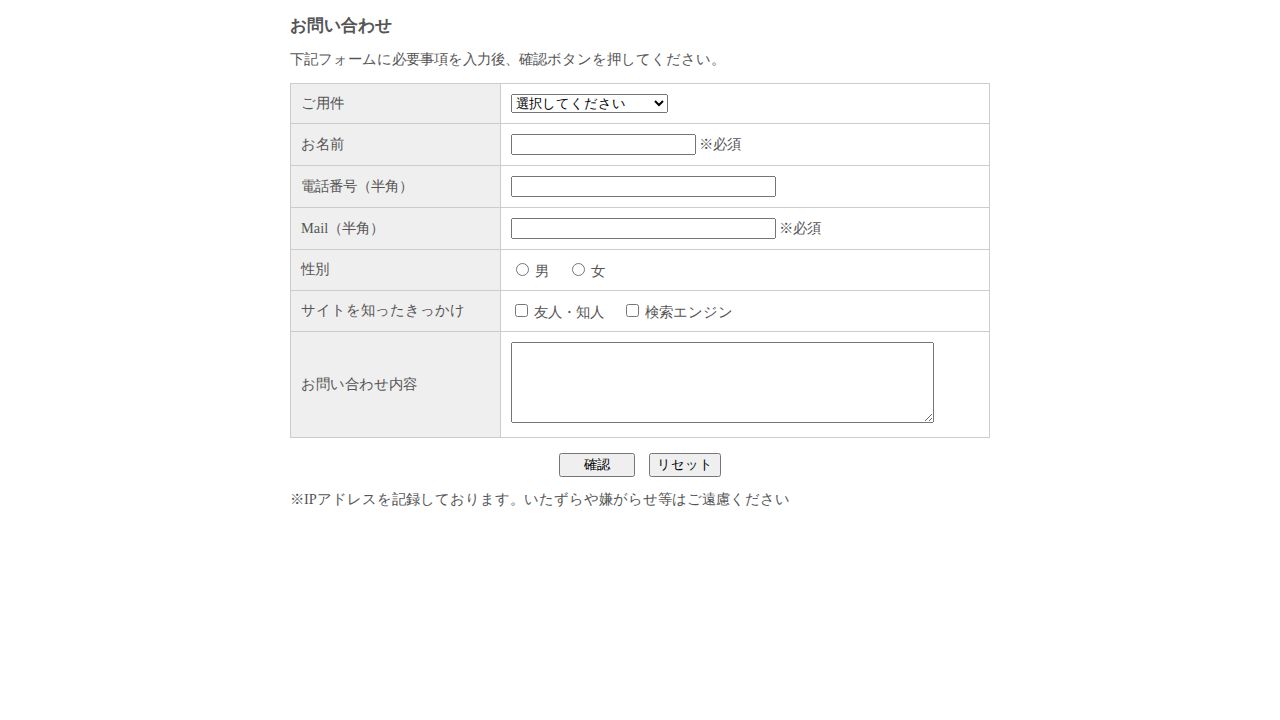 お問い合わせ
下記フォームに必要事項を入力後、確認ボタンを押してください。
ご用件 選択してください
お名前 ※必須
電話番号（半角）
Mail（半角） ※必須
性別 男 女
サイトを知ったきっかけ 友人・知人 検索エンジン
お問い合わせ内容
確認 リセット
※IPアドレスを記録しております。いたずらや嫌がらせ等はご遠慮ください